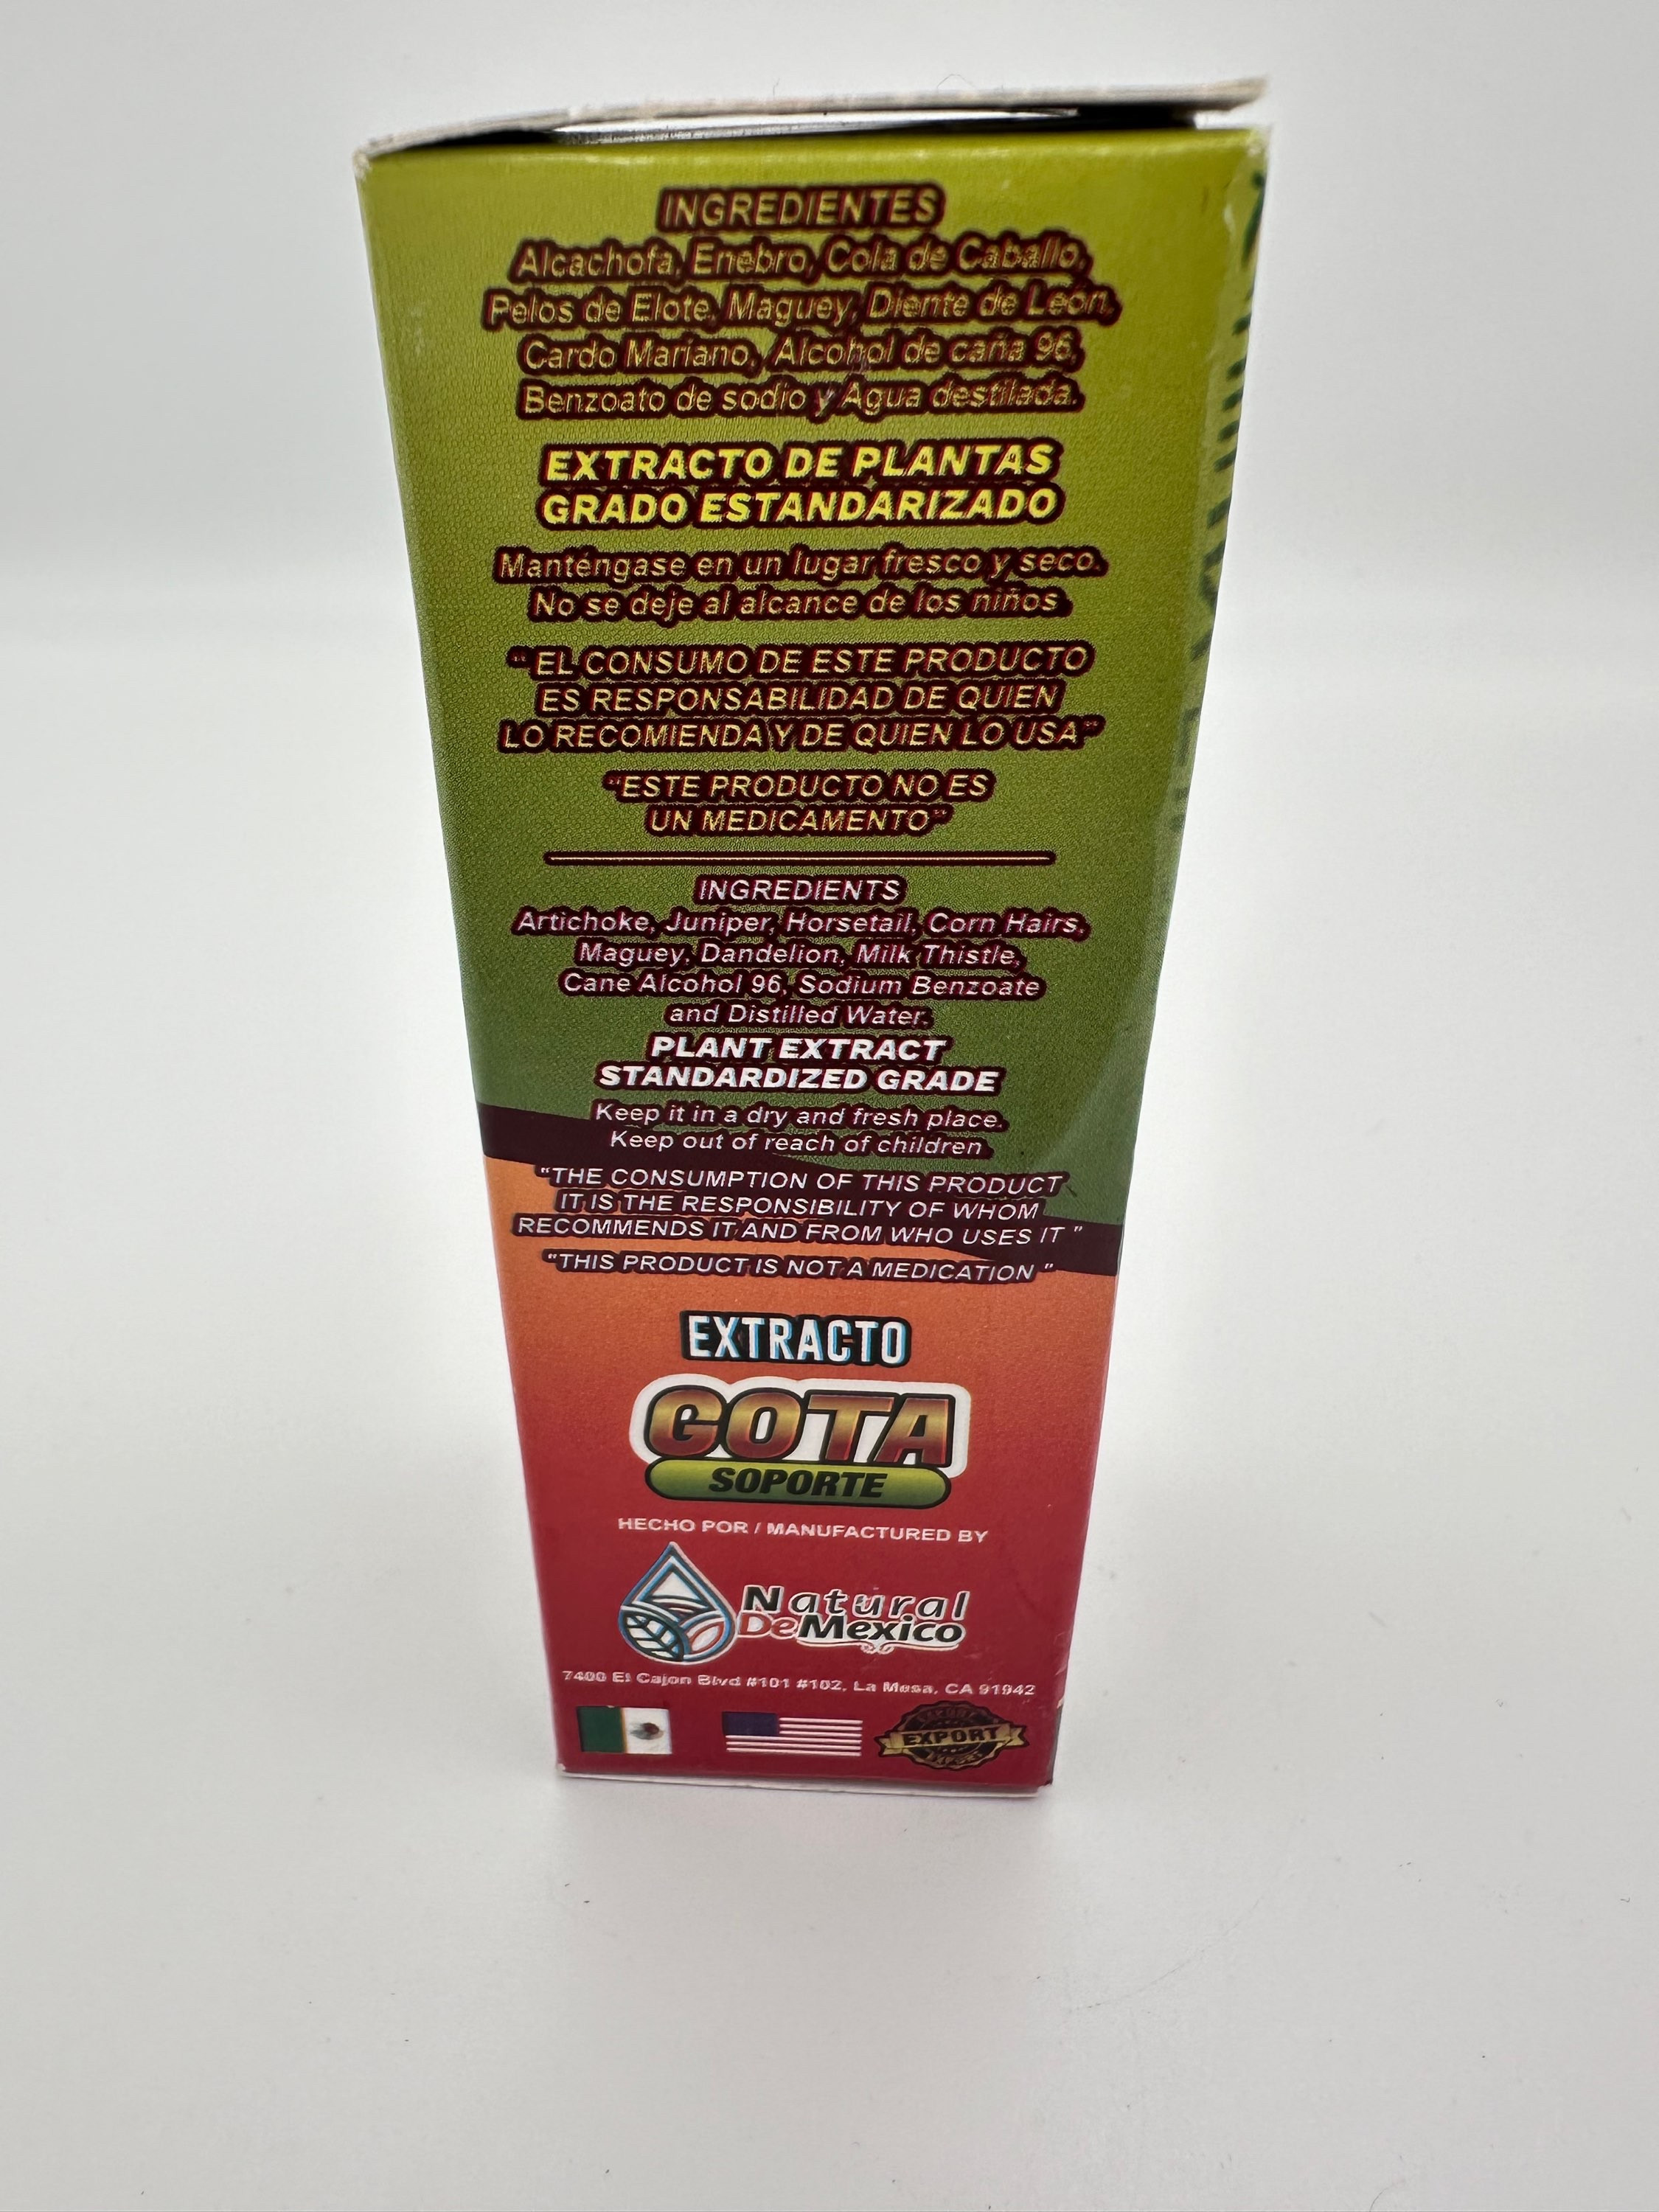 INGREDIENTES
Alcachofa, Enebro, Cola de Caballo,
Pelos de Elote, Maguey, Diente de León,
Cardo Mariano, Alcohol de caña 96,
Benzoato de sodio y Agua destilada.
EXTRACTO DE PLANTAS
GRADO ESTANDARIZADO
Manténgase en un lugar fresco y seco.
No se deje al alcance de los niños
"EL CONSUMO DE ESTE PRODUCTO
ES RESPONSABILIDAD DE QUIEN
LO RECOMIENDA Y DE QUIEN LO USA"
"ESTE PRODUCTO NO ES
UN MEDICAMENTO"
INGREDIENTS
Artichoke, Juniper, Horsetail, Corn Hairs,
Maguey, Dandelion, Milk Thistle,
Cane Alcohol 96, Sodium Benzoate
and Distilled Water.
PLANT EXTRACT
STANDARDIZED GRADE
Keep it in a dry and fresh place.
Keep out of reach of children
"THE CONSUMPTION OF THIS PRODUCT
IT IS THE RESPONSIBILITY OF WHOM
RECOMMENDS IT AND FROM WHO USES IT "
"THIS PRODUCT IS NOT A MEDICATION "
EXTRACTO
GOTA
SOPORTE
HECHO POR / MANUFACTURED BY
Natural
DeMexico
7400 El Cajon Blvd #101 #102, La Mesa, CA 91942
EXPORT
EXPORT
EXPORT